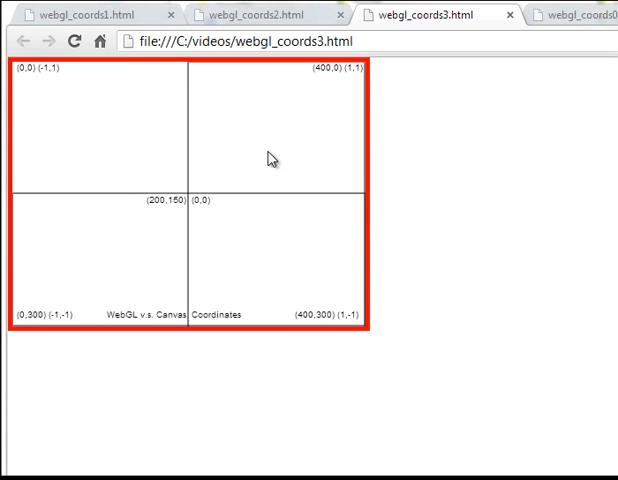 webgl_coords1.html
webgl_coords2.html
webgl_coords3.html
webgl_coords0
file:///C:/videos/webgl_coords3.html
(0,0) (-1,1)
(400,0) (1,1)
(200,150) (0,0)
(0,300) (-1,-1)
WebGL v.s. Canvas Coordinates
(400,300) (1,-1)